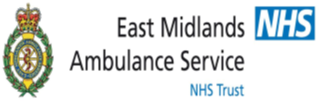 East Midlands NHS
Ambulance Service
NHS Trust